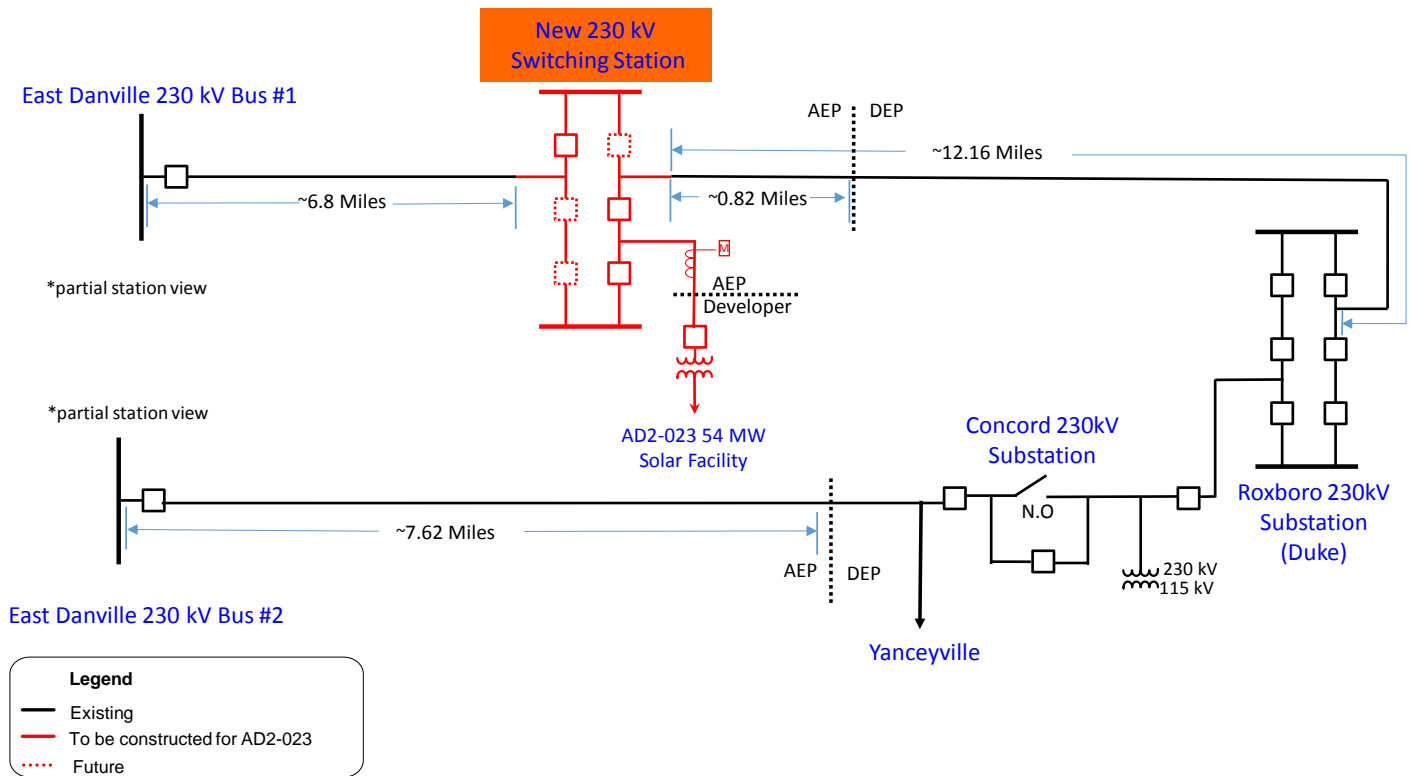 New 230 kV
Switching Station
East Danville 230 kV Bus #1
AEP
DEP
~12.16 Miles
~6.8 Miles
~0.82 Miles
M
*partial station view
AEP
Developer
*partial station view
AD2-023 54 MW
Solar Facility
Concord 230kV
Substation
N.O
Roxboro 230kV
Substation
(Duke)
~7.62 Miles
AEP
DEP
230 kV
115 kV
East Danville 230 kV Bus #2
Yanceyville
Legend
Existing
To be constructed for AD2-023
Future